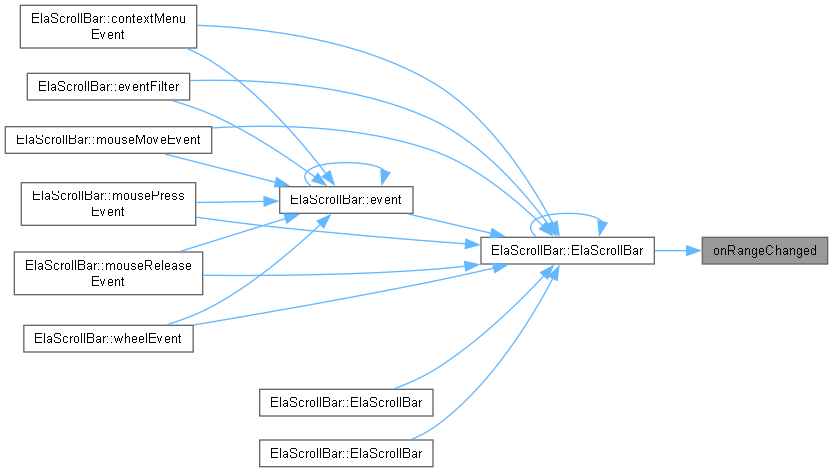 ElaScrollBar::contextMenu
Event
ElaScrollBar::eventFilter
ElaScrollBar::mouseMoveEvent
ElaScrollBar::mousePress
Event
ElaScrollBar::event
ElaScrollBar::ElaScrollBar
onRangeChanged
ElaScrollBar::mouseRelease
Event
ElaScrollBar::wheelEvent
ElaScrollBar::ElaScrollBar
ElaScrollBar::ElaScrollBar